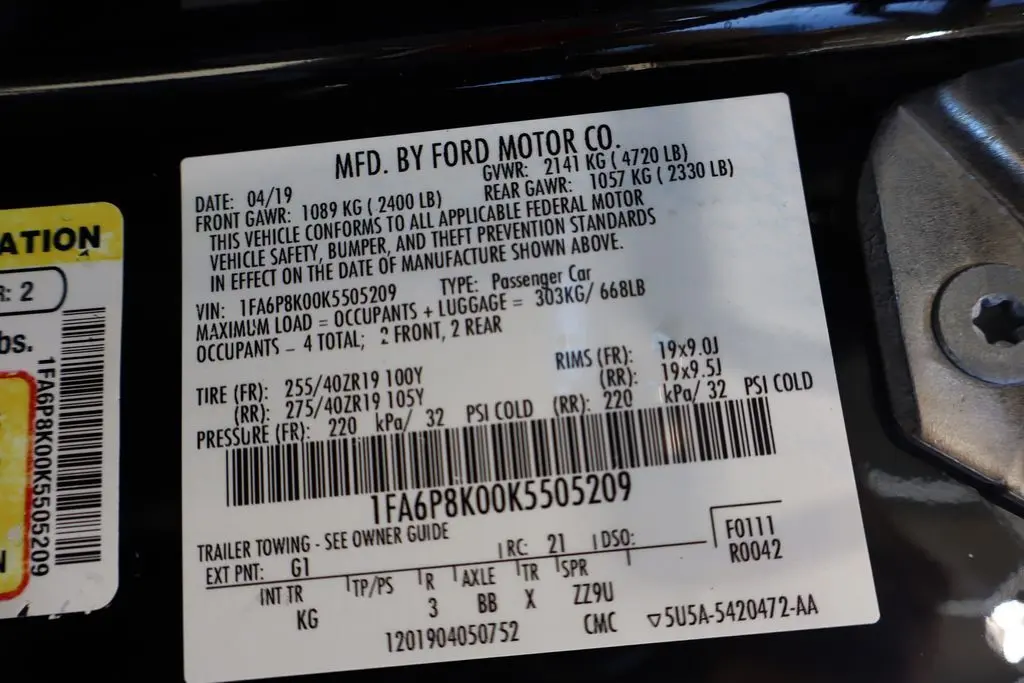 MFD. BY FORD MOTOR CO.
DATE: 04/19 GVWR: 2141 KG ( 4720 LB)
FRONT GAWR: 1089 KG ( 2400 LB) REAR GAWR: 1057 KG ( 2330 LB)
THIS VEHICLE CONFORMS TO ALL APPLICABLE FEDERAL MOTOR
VEHICLE SAFETY, BUMPER, AND THEFT PREVENTION STANDARDS
IN EFFECT ON THE DATE OF MANUFACTURE SHOWN ABOVE.
VIN: 1FA6P8K00K5505209 TYPE: Passenger Car
MAXIMUM LOAD = OCCUPANTS + LUGGAGE = 303KG/ 668LB
OCCUPANTS - 4 TOTAL; 2 FRONT, 2 REAR
TIRE (FR): 255/40ZR19 100Y RIMS (FR): 19x9.0J
(RR): 275/40ZR19 105Y (RR): 19x9.5J
PRESSURE (FR): 220 kPa/ 32 PSI COLD (RR): 220 kPa/ 32 PSI COLD
1FA6P8K00K5505209
TRAILER TOWING - SEE OWNER GUIDE
EXT PNT: G1 RC: 21 DSO: F0111
R0042
INT TR TP/PS R AXLE TR SPR
KG 3 BB X ZZ9U
1201904050752 CMC ▽5U5A-5420472-AA
ATION
R: 2
bs.
1FA6P8K00K5505209
N